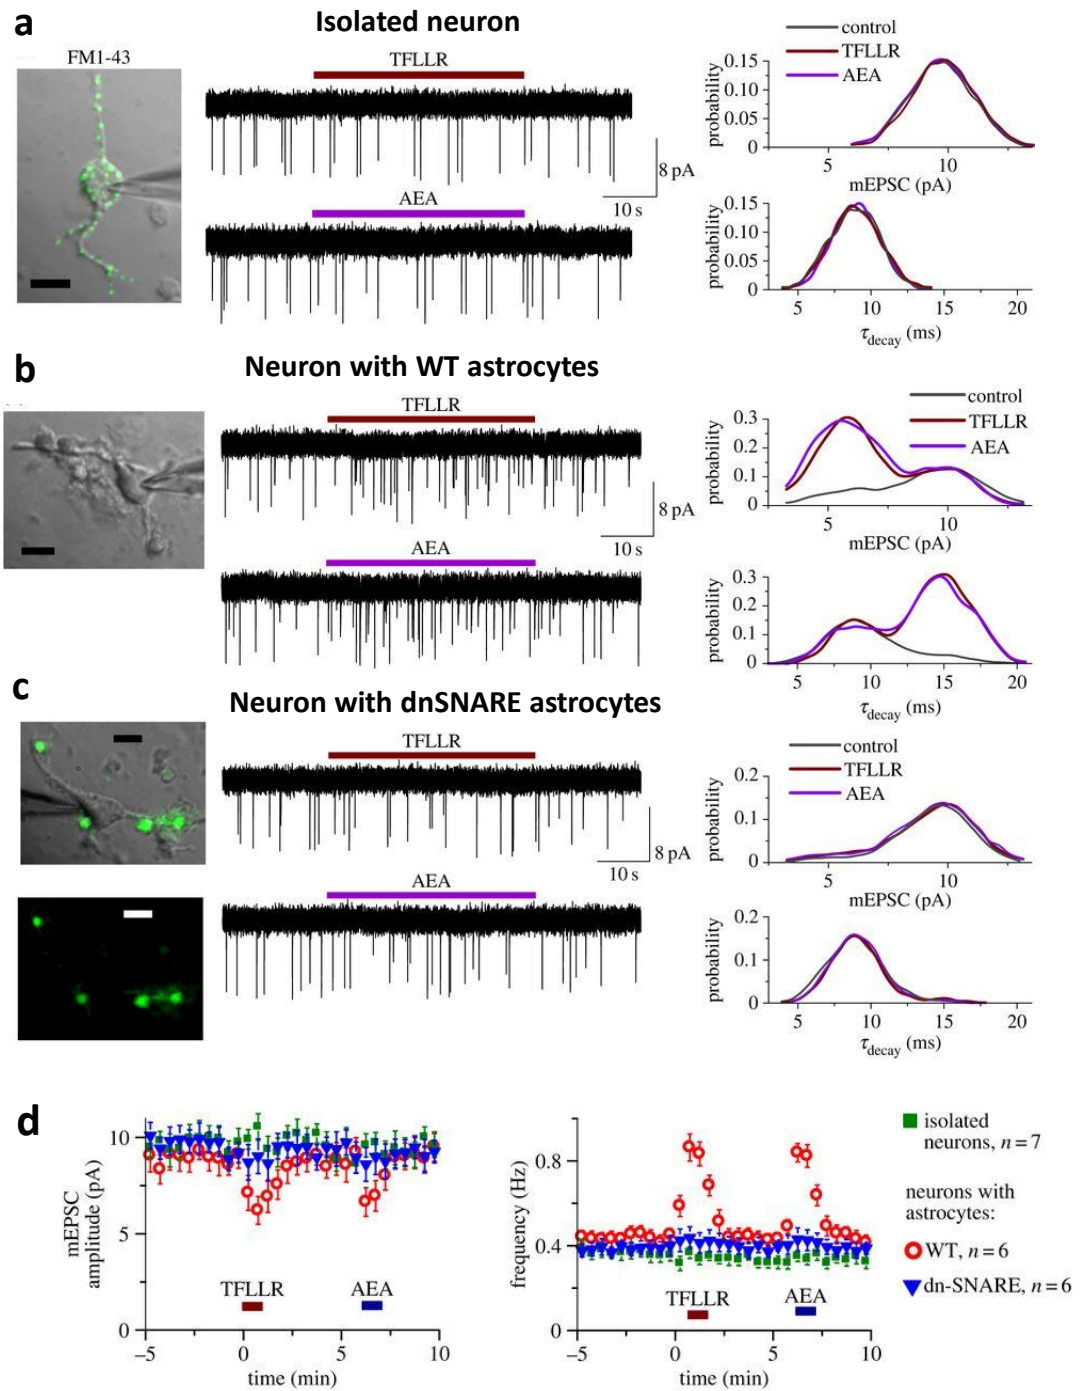 a
Isolated neuron
FM1-43
TFLLR
8 pA
10 s
AEA
control
TFLLR
AEA
probability
0.15
0.10
0.05
0
5
10
mEPSC (pA)
probability
0.15
0.10
0.05
0
5
10
15
20
τdecay (ms)
b
Neuron with WT astrocytes
TFLLR
8 pA
10 s
AEA
control
TFLLR
AEA
probability
0.3
0.2
0.1
0
5
10
mEPSC (pA)
probability
0.3
0.2
0.1
0
5
10
15
20
τdecay (ms)
c
Neuron with dnSNARE astrocytes
TFLLR
8 pA
10 s
AEA
control
TFLLR
AEA
probability
0.2
0.1
0
5
10
mEPSC (pA)
probability
0.2
0.1
0
5
10
15
20
τdecay (ms)
d
mEPSC
amplitude (pA)
10
5
0
TFLLR
AEA
–5
0
5
10
time (min)
frequency (Hz)
0.8
0.4
0
TFLLR
AEA
–5
0
5
10
time (min)
isolated
neurons, n = 7
neurons with
astrocytes:
WT, n = 6
dn-SNARE, n = 6